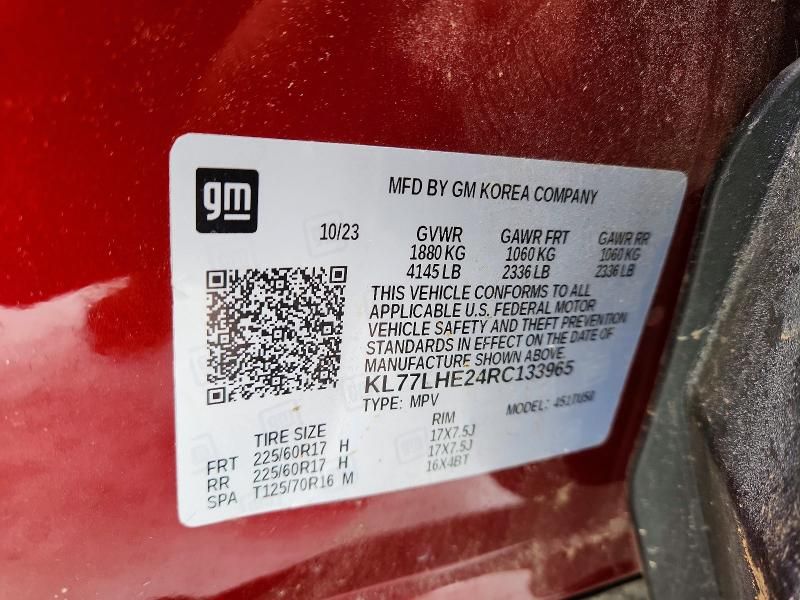 gm
MFD BY GM KOREA COMPANY
10/23 GVWR GAWR FRT GAWR RR
1880 KG 1060 KG 1060 KG
4145 LB 2336 LB 2336 LB
THIS VEHICLE CONFORMS TO ALL
APPLICABLE U.S. FEDERAL MOTOR
VEHICLE SAFETY AND THEFT PREVENTION
STANDARDS IN EFFECT ON THE DATE OF
MANUFACTURE SHOWN ABOVE.
KL77LHE24RC133965
TYPE: MPV MODEL:
TIRE SIZE RIM
FRT 225/60R17 H 17X7.5J
RR 225/60R17 H 17X7.5J
SPA T125/70R16 M 16X4BT